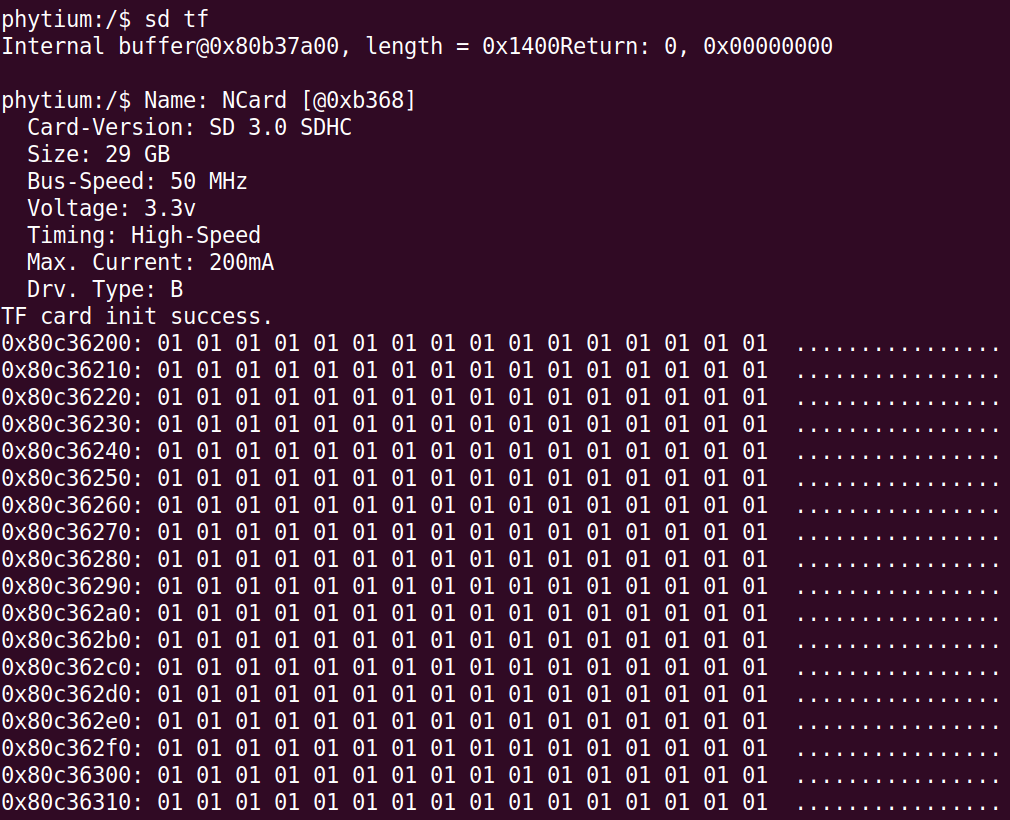 phytium:/$ sd tf
Internal buffer@0x80b37a00, length = 0x1400Return: 0, 0x00000000
phytium:/$ Name: NCard [@0xb368]
  Card-Version: SD 3.0 SDHC
  Size: 29 GB
  Bus-Speed: 50 MHz
  Voltage: 3.3v
  Timing: High-Speed
  Max. Current: 200mA
  Drv. Type: B
TF card init success.
0x80c36200: 01 01 01 01 01 01 01 01 01 01 01 01 01 01 01 01  ................
0x80c36210: 01 01 01 01 01 01 01 01 01 01 01 01 01 01 01 01  ................
0x80c36220: 01 01 01 01 01 01 01 01 01 01 01 01 01 01 01 01  ................
0x80c36230: 01 01 01 01 01 01 01 01 01 01 01 01 01 01 01 01  ................
0x80c36240: 01 01 01 01 01 01 01 01 01 01 01 01 01 01 01 01  ................
0x80c36250: 01 01 01 01 01 01 01 01 01 01 01 01 01 01 01 01  ................
0x80c36260: 01 01 01 01 01 01 01 01 01 01 01 01 01 01 01 01  ................
0x80c36270: 01 01 01 01 01 01 01 01 01 01 01 01 01 01 01 01  ................
0x80c36280: 01 01 01 01 01 01 01 01 01 01 01 01 01 01 01 01  ................
0x80c36290: 01 01 01 01 01 01 01 01 01 01 01 01 01 01 01 01  ................
0x80c362a0: 01 01 01 01 01 01 01 01 01 01 01 01 01 01 01 01  ................
0x80c362b0: 01 01 01 01 01 01 01 01 01 01 01 01 01 01 01 01  ................
0x80c362c0: 01 01 01 01 01 01 01 01 01 01 01 01 01 01 01 01  ................
0x80c362d0: 01 01 01 01 01 01 01 01 01 01 01 01 01 01 01 01  ................
0x80c362e0: 01 01 01 01 01 01 01 01 01 01 01 01 01 01 01 01  ................
0x80c362f0: 01 01 01 01 01 01 01 01 01 01 01 01 01 01 01 01  ................
0x80c36300: 01 01 01 01 01 01 01 01 01 01 01 01 01 01 01 01  ................
0x80c36310: 01 01 01 01 01 01 01 01 01 01 01 01 01 01 01 01  ................